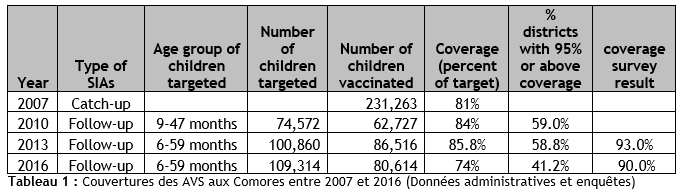 Year | Type of SIAs | Age group of children targeted | Number of children targeted | Number of children vaccinated | Coverage (percent of target) | % districts with 95% or above coverage | coverage survey result
2007 | Catch-up | | | 231,263 | 81% | |
2010 | Follow-up | 9-47 months | 74,572 | 62,727 | 84% | 59.0% |
2013 | Follow-up | 6-59 months | 100,860 | 86,516 | 85.8% | 58.8% | 93.0%
2016 | Follow-up | 6-59 months | 109,314 | 80,614 | 74% | 41.2% | 90.0%
Tableau 1 : Couvertures des AVS aux Comores entre 2007 et 2016 (Données administratives et enquêtes)